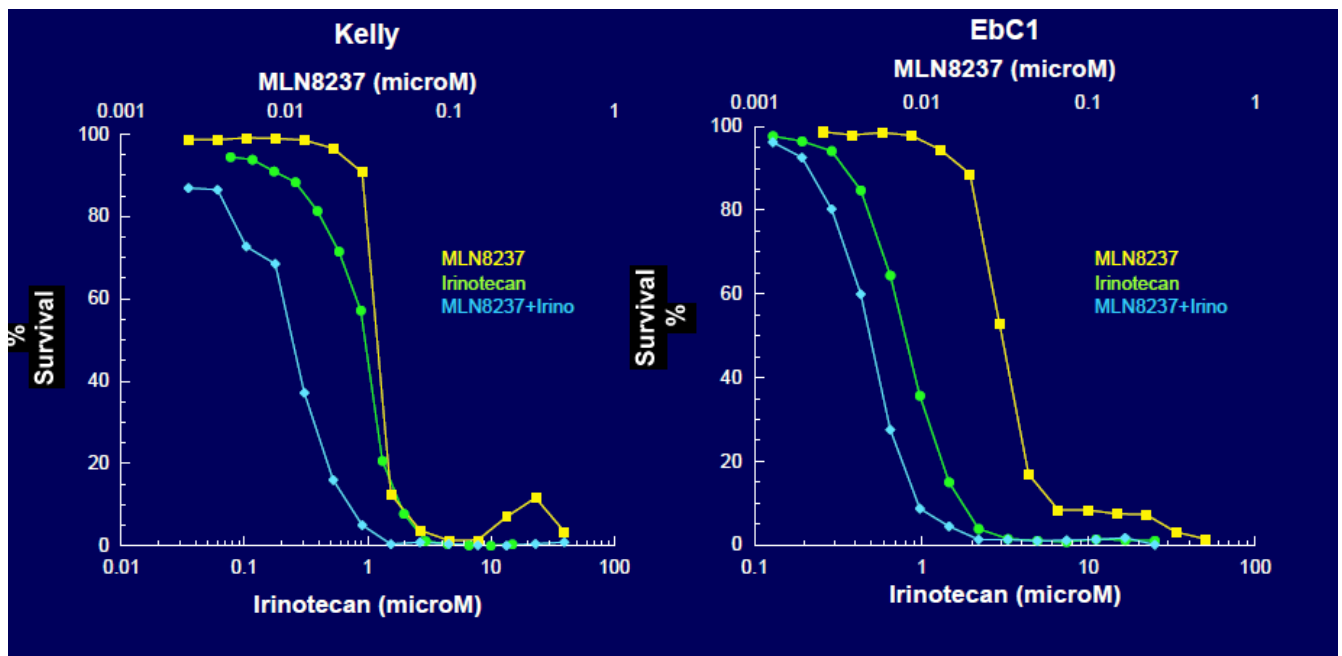 Kelly
MLN8237 (microM)
0.001 0.01 0.1 1
100
80
60
40
20
0
% Survival
MLN8237
Irinotecan
MLN8237+Irino
0.01 0.1 1 10 100
Irinotecan (microM)
EbC1
MLN8237 (microM)
0.001 0.01 0.1 1
100
80
60
40
20
0
Survival %
MLN8237
Irinotecan
MLN8237+Irino
0.1 1 10 100
Irinotecan (microM)